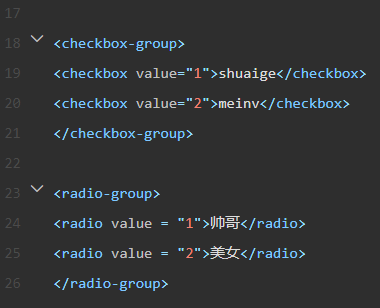 17
18 <checkbox-group>
19 <checkbox value="1">shuaige</checkbox>
20 <checkbox value="2">meinv</checkbox>
21 </checkbox-group>
22
23 <radio-group>
24 <radio value = "1">帅哥</radio>
25 <radio value = "2">美女</radio>
26 </radio-group>